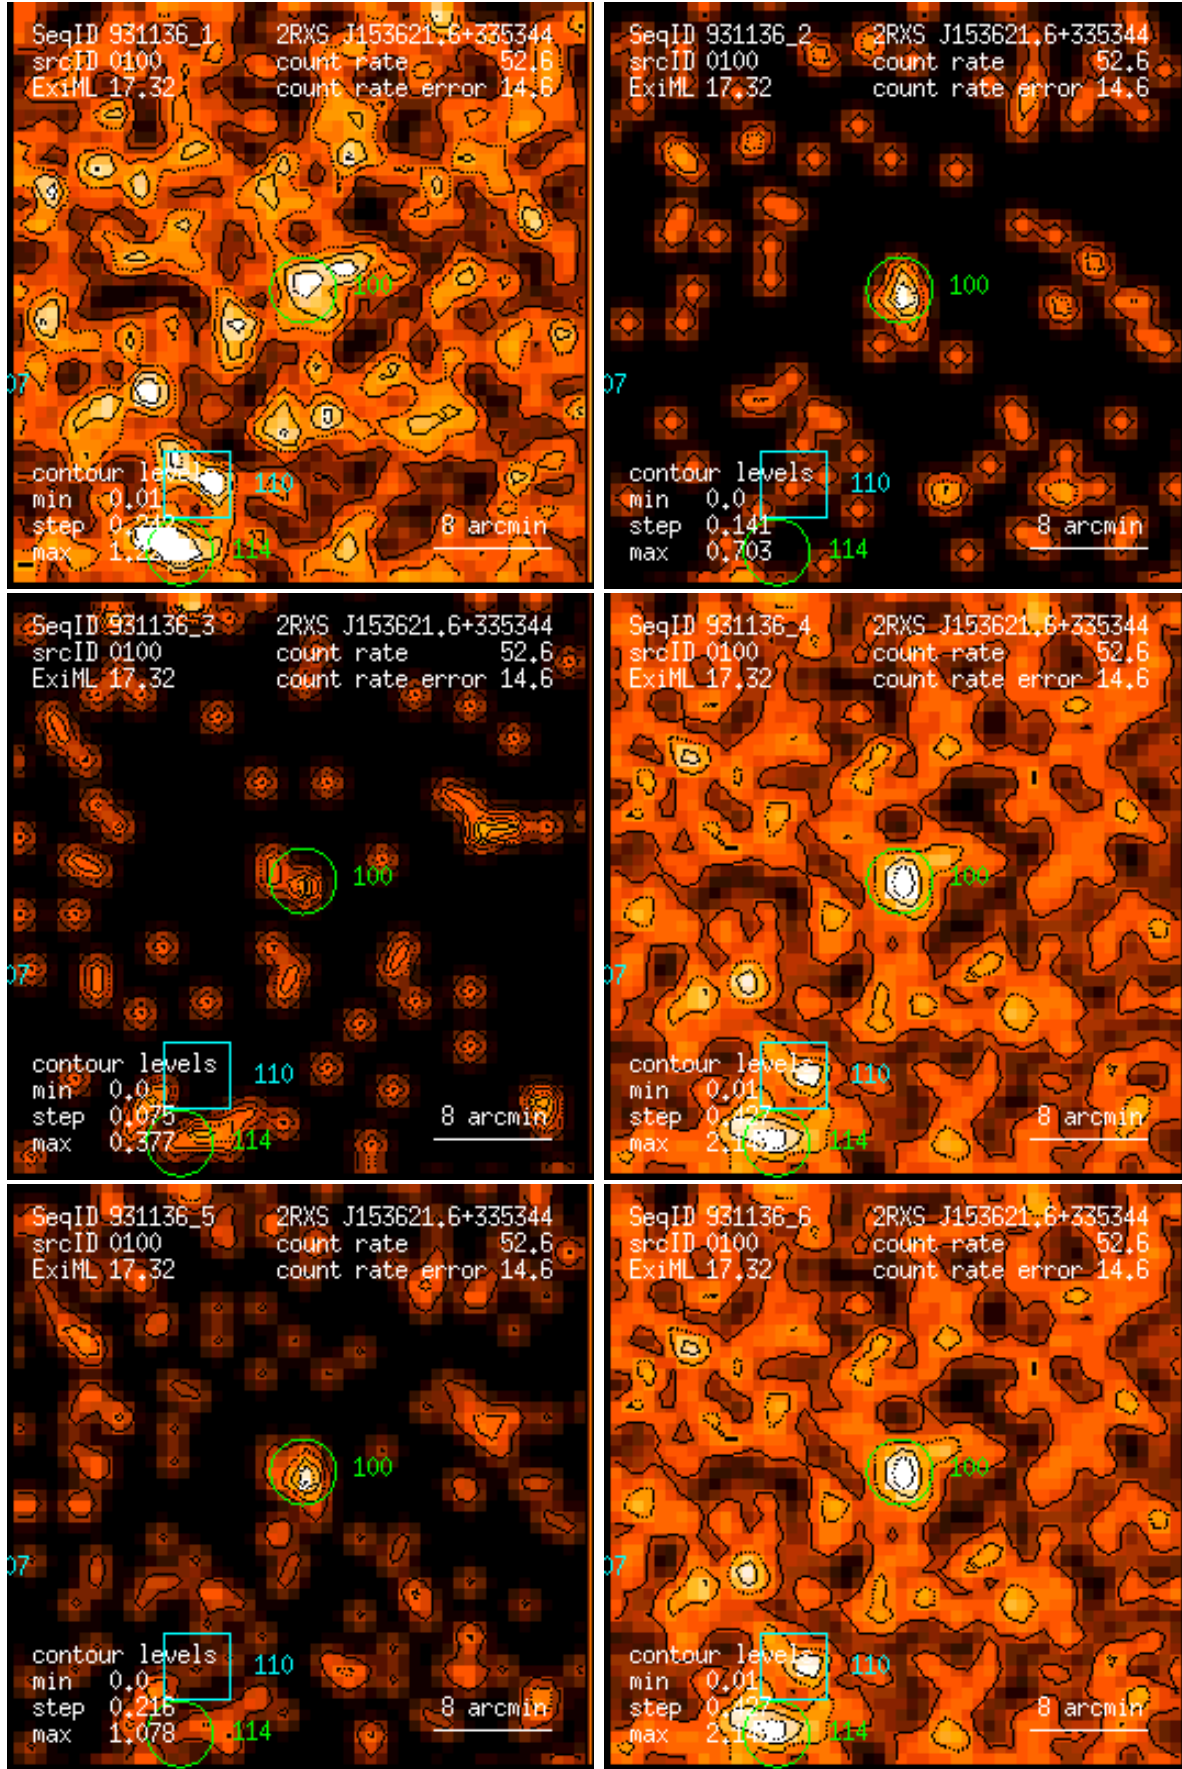 SeqID 931136_1 2RXS J153621.6+335344
srcID 0100 count rate 52.6
ExiML 17.32 count rate error 14.6
100
07
contour levels
110
min 0.01
step
8 arcmin
max
114
SeqID 931136_2 2RXS J153621.6+335344
srcID 0100 count rate 52.6
ExiML 17.32 count rate error 14.6
100
07
contour levels
110
min 0.0
step 0.141
8 arcmin
max 0.703
114
SeqID 931136_3 2RXS J153621.6+335344
srcID 0100 count rate 52.6
ExiML 17.32 count rate error 14.6
100
07
contour levels
110
min 0.0
step 0.075
8 arcmin
max 0.377
114
SeqID 931136_4 2RXS J153621.6+335344
srcID 0100 count rate 52.6
ExiML 17.32 count rate error 14.6
100
07
contour levels
110
min 0.01
step 0.427
8 arcmin
max
114
SeqID 931136_5 2RXS J153621.6+335344
srcID 0100 count rate 52.6
ExiML 17.32 count rate error 14.6
100
07
contour levels
110
min 0.0
step 0.216
8 arcmin
max 1.078
114
SeqID 931136_6 2RXS J153621.6+335344
srcID 0100 count rate 52.6
ExiML 17.32 count rate error 14.6
100
07
contour levels
110
min 0.01
step 0.427
8 arcmin
max
114